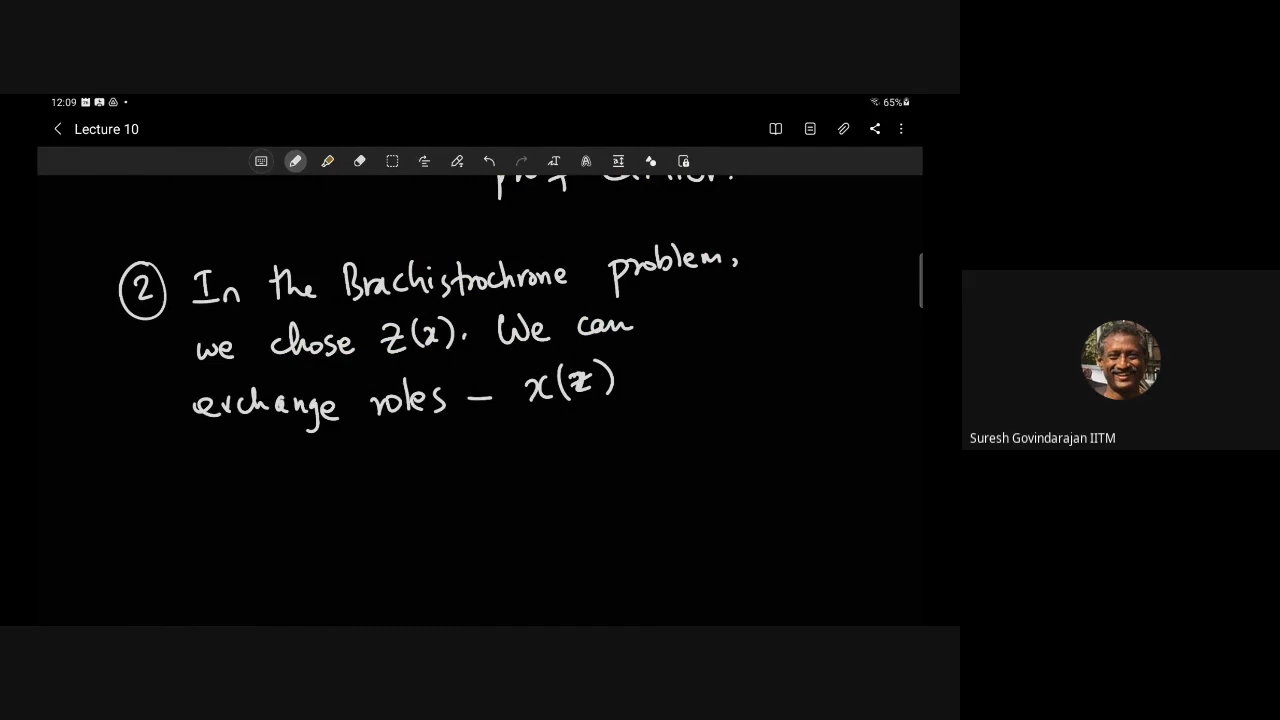 12:09
65%
Lecture 10
② In the Brachistrochrone problem,
we chose Z(x). We can
exchange roles – x(z)
Suresh Govindarajan IITM